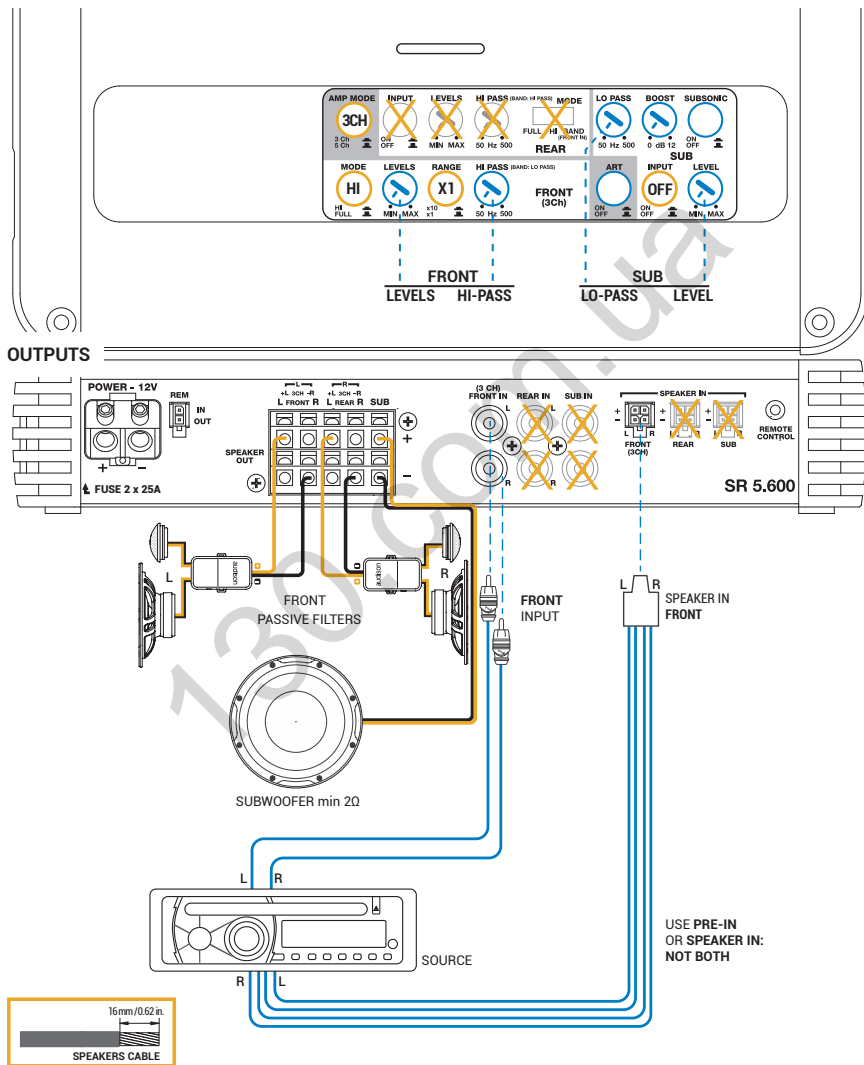 AMP MODE INPUT LEVELS HI PASS (BAND: HI PASS) MODE LO PASS BOOST SUBSONIC
3CH
3 Ch
5 Ch
ON
OFF
MIN MAX
50 Hz 500
FULL HI BAND
(FRONT IN)
REAR
50 Hz 500
0 dB 12
ON
OFF
SUB
MODE LEVELS RANGE HI PASS (BAND: LO PASS) ART INPUT LEVEL
HI X1 OFF
HI
FULL
MIN MAX
x10
x1
50 Hz 500
FRONT
(3Ch)
ON
OFF
ON
OFF
MIN MAX
FRONT SUB
LEVELS HI-PASS LO-PASS LEVEL
OUTPUTS
POWER - 12V
REM
IN
OUT
+ -
FUSE 2 x 25A
L R
+L 3CH -R +L 3CH -R
L FRONT R L REAR R SUB
SPEAKER
OUT
+
-
(3 CH)
FRONT IN REAR IN SUB IN
L L
R R
SPEAKER IN
+ - + - + -
L R L R L R
FRONT
(3CH)
REAR SUB
REMOTE
CONTROL
SR 5.600
L
audison
audison
R
FRONT
PASSIVE FILTERS
FRONT
INPUT
L R
SPEAKER IN
FRONT
SUBWOOFER min 2Ω
L R
SOURCE
R L
USE PRE-IN
OR SPEAKER IN:
NOT BOTH
16mm/0.62 in.
SPEAKERS CABLE
130.com.ua